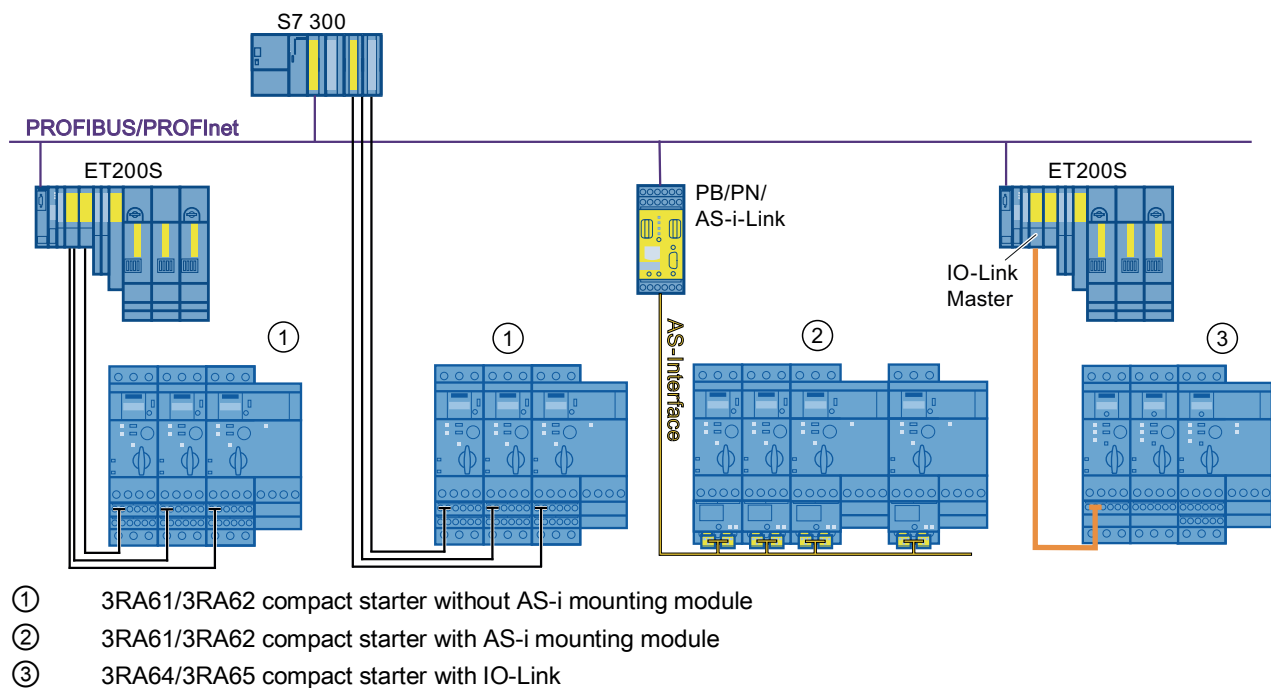 S7 300
PROFIBUS/PROFInet
ET200S
PB/PN/
AS-i-Link
ET200S
IO-Link
Master
AS-Interface
①
①
②
③
① 3RA61/3RA62 compact starter without AS-i mounting module
② 3RA61/3RA62 compact starter with AS-i mounting module
③ 3RA64/3RA65 compact starter with IO-Link